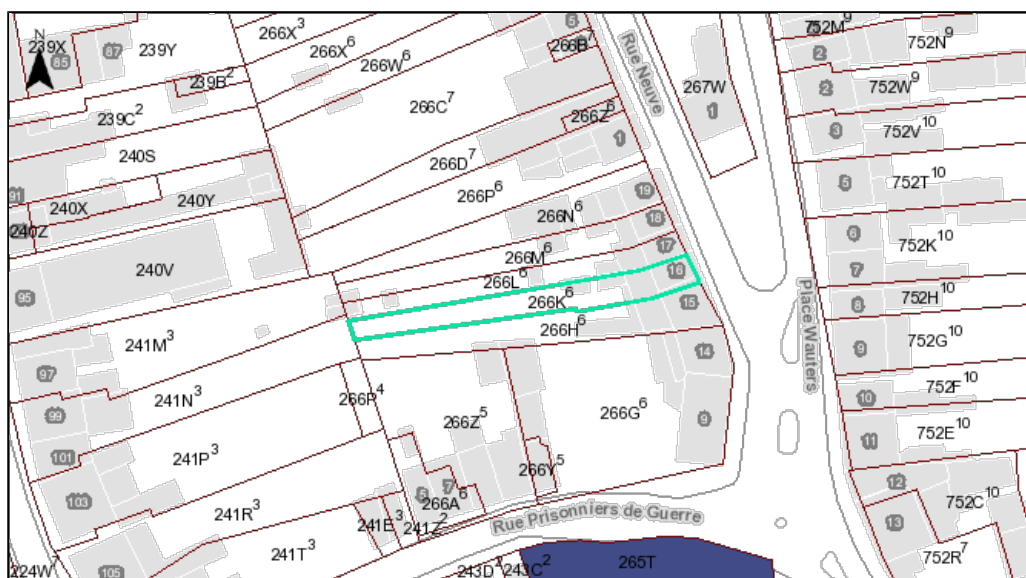 N
239X
85
87
239Y
239B²
266X³
266X⁶
266W⁶
5
266B⁷
Rue Neuve
267W
1
752M⁹
2
752N⁹
239C²
266C⁷
266Z⁶
1
2
752W⁹
240S
266D⁷
3
752V¹⁰
91
240X
240Y
266P⁶
19
5
752T¹⁰
240Z
266N⁶
18
6
752K¹⁰
240V
266M⁶
17
7
95
266L⁶
16
266K⁶
15
8
752H¹⁰
266H⁶
Place Wauters
241M³
14
9
752G¹⁰
97
241N³
266P⁴
10
752F¹⁰
99
266Z⁵
266G⁶
9
11
752E¹⁰
101
241P³
266Y⁵
12
103
6
7
266A⁶
752C¹⁰
241R³
241E³
241Z²
Rue Prisonniers de Guerre
13
224W⁷
105
241T³
243D²
243C²
265T
752R⁷